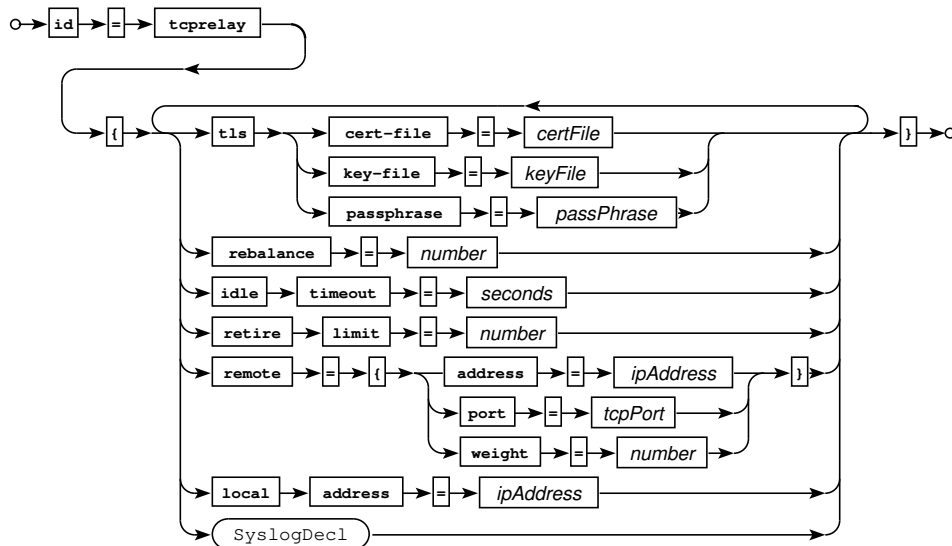 id = tcprelay
{ tls cert-file = certFile }
key-file = keyFile
passphrase = passPhrase
rebalance = number
idle timeout = seconds
retire limit = number
remote = { address = ipAddress }
port = tcpPort
weight = number
local address = ipAddress
SyslogDecl